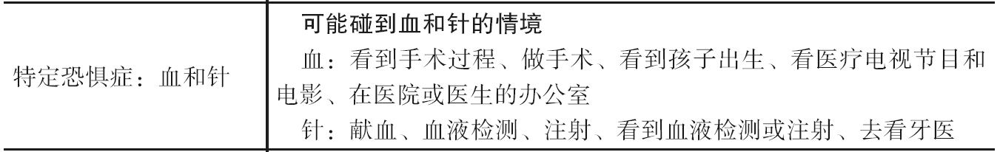 可能碰到血和针的情境
血：看到手术过程、做手术、看到孩子出生、看医疗电视节目和
特定恐惧症：血和针
电影、在医院或医生的办公室
针：献血、血液检测、注射、看到血液检测或注射、去看牙医